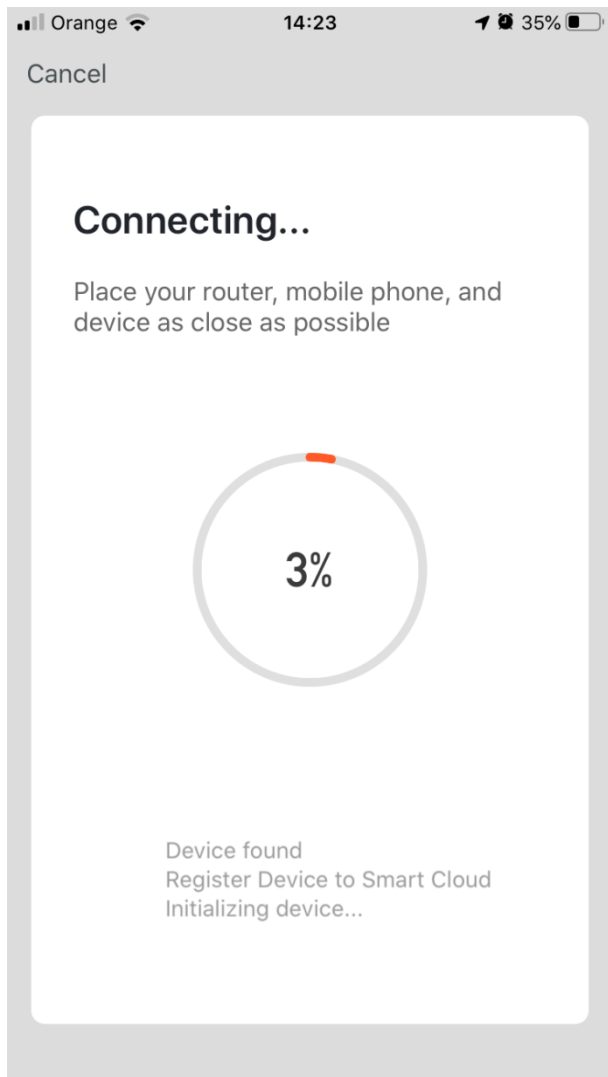 Orange 14:23 35%
Cancel
Connecting...
Place your router, mobile phone, and
device as close as possible
3%
Device found
Register Device to Smart Cloud
Initializing device...